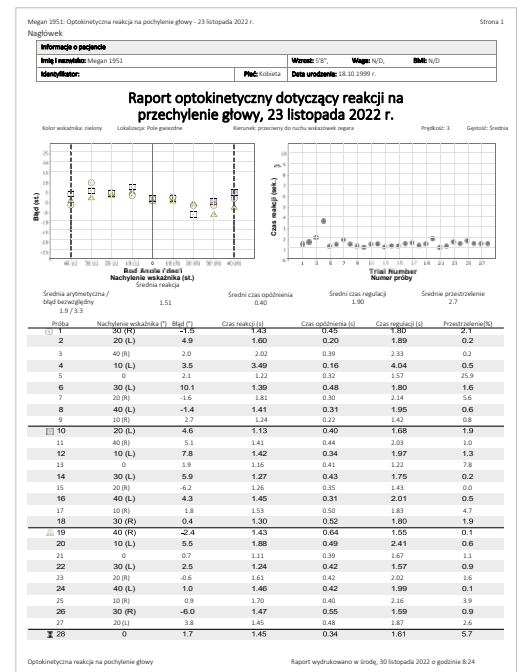 Megan 1951: Optokinetyczna reakcja na pochylenie głowy - 23 listopada 2022 r. Strona 1
Nagłówek
Informacje o pacjencie
Imię i nazwisko: Megan 1951 Wzrost: 5'8", Waga: N/D, BMI: N/D
Identyfikator: Płeć: Kobieta Data urodzenia: 18.10.1999 r.
Raport optokinetyczny dotyczący reakcji na
przechylenie głowy, 23 listopada 2022 r.
Kolor wskaźnika: zielony Lokalizacja: Pole gwiezdne Kierunek: przeciwny do ruchu wskazówek zegara Prędkość: 3 Gęstość: Średnia
Błąd (st.)
Rod Angle (deg)
Nachylenie wskaźnika (st.)
Czas reakcji (sek.)
1 3 5 7 9 11 13 15 17 19 21 23 25 27
Trial Number
Numer próby
Średnia reakcja
Średnia arytmetyczna / błąd bezwzględny Średni czas opóźnienia Średni czas regulacji Średnie przestrzelenie
1.9 / 3.3 1.51 0.40 1.90 2.7
Próba Nachylenie wskaźnika (°) Błąd (°) Czas reakcji (s) Czas opóźnienia (s) Czas regulacji (s) Przestrzelenie(%)
1 30 (R) -1.5 1.43 0.45 1.80 2.1
2 20 (L) 4.9 1.60 0.20 1.89 0.2
3 40 (R) 2.0 2.02 0.39 2.33 0.2
4 10 (L) 3.5 3.49 0.16 4.04 0.5
5 0 2.1 1.22 0.32 1.57 25.9
6 30 (L) 10.1 1.39 0.48 1.80 1.6
7 20 (R) -1.6 1.81 0.30 2.14 5.6
8 40 (L) -1.4 1.41 0.31 1.95 0.6
9 10 (R) 2.7 1.24 0.22 1.42 0.8
10 20 (L) 4.6 1.13 0.40 1.68 1.9
11 40 (R) 5.1 1.41 0.44 2.03 1.0
12 10 (L) 7.8 1.42 0.34 1.97 1.3
13 0 1.9 1.16 0.41 1.22 7.8
14 30 (L) 5.9 1.27 0.43 1.75 0.2
15 20 (R) -6.2 1.26 0.35 1.43 0.0
16 40 (L) 4.3 1.45 0.31 2.01 0.5
17 10 (R) 1.8 1.53 0.50 1.83 4.7
18 30 (R) 0.4 1.30 0.52 1.80 1.9
19 40 (R) -2.4 1.43 0.64 1.55 0.1
20 10 (L) 5.5 1.88 0.49 2.41 0.6
21 0 0.7 1.11 0.39 1.67 1.1
22 30 (L) 2.5 1.24 0.42 1.57 0.9
23 20 (R) -0.6 1.61 0.42 2.02 1.6
24 40 (L) 1.0 1.46 0.42 1.99 0.1
25 10 (R) 0.9 1.70 0.40 2.16 3.9
26 30 (R) -6.0 1.47 0.55 1.59 0.9
27 20 (L) 3.8 1.45 0.48 1.87 2.6
28 0 1.7 1.45 0.34 1.61 5.7
Optokinetyczna reakcja na pochylenie głowy Raport wydrukowano w środę, 30 listopada 2022 o godzinie 8:24